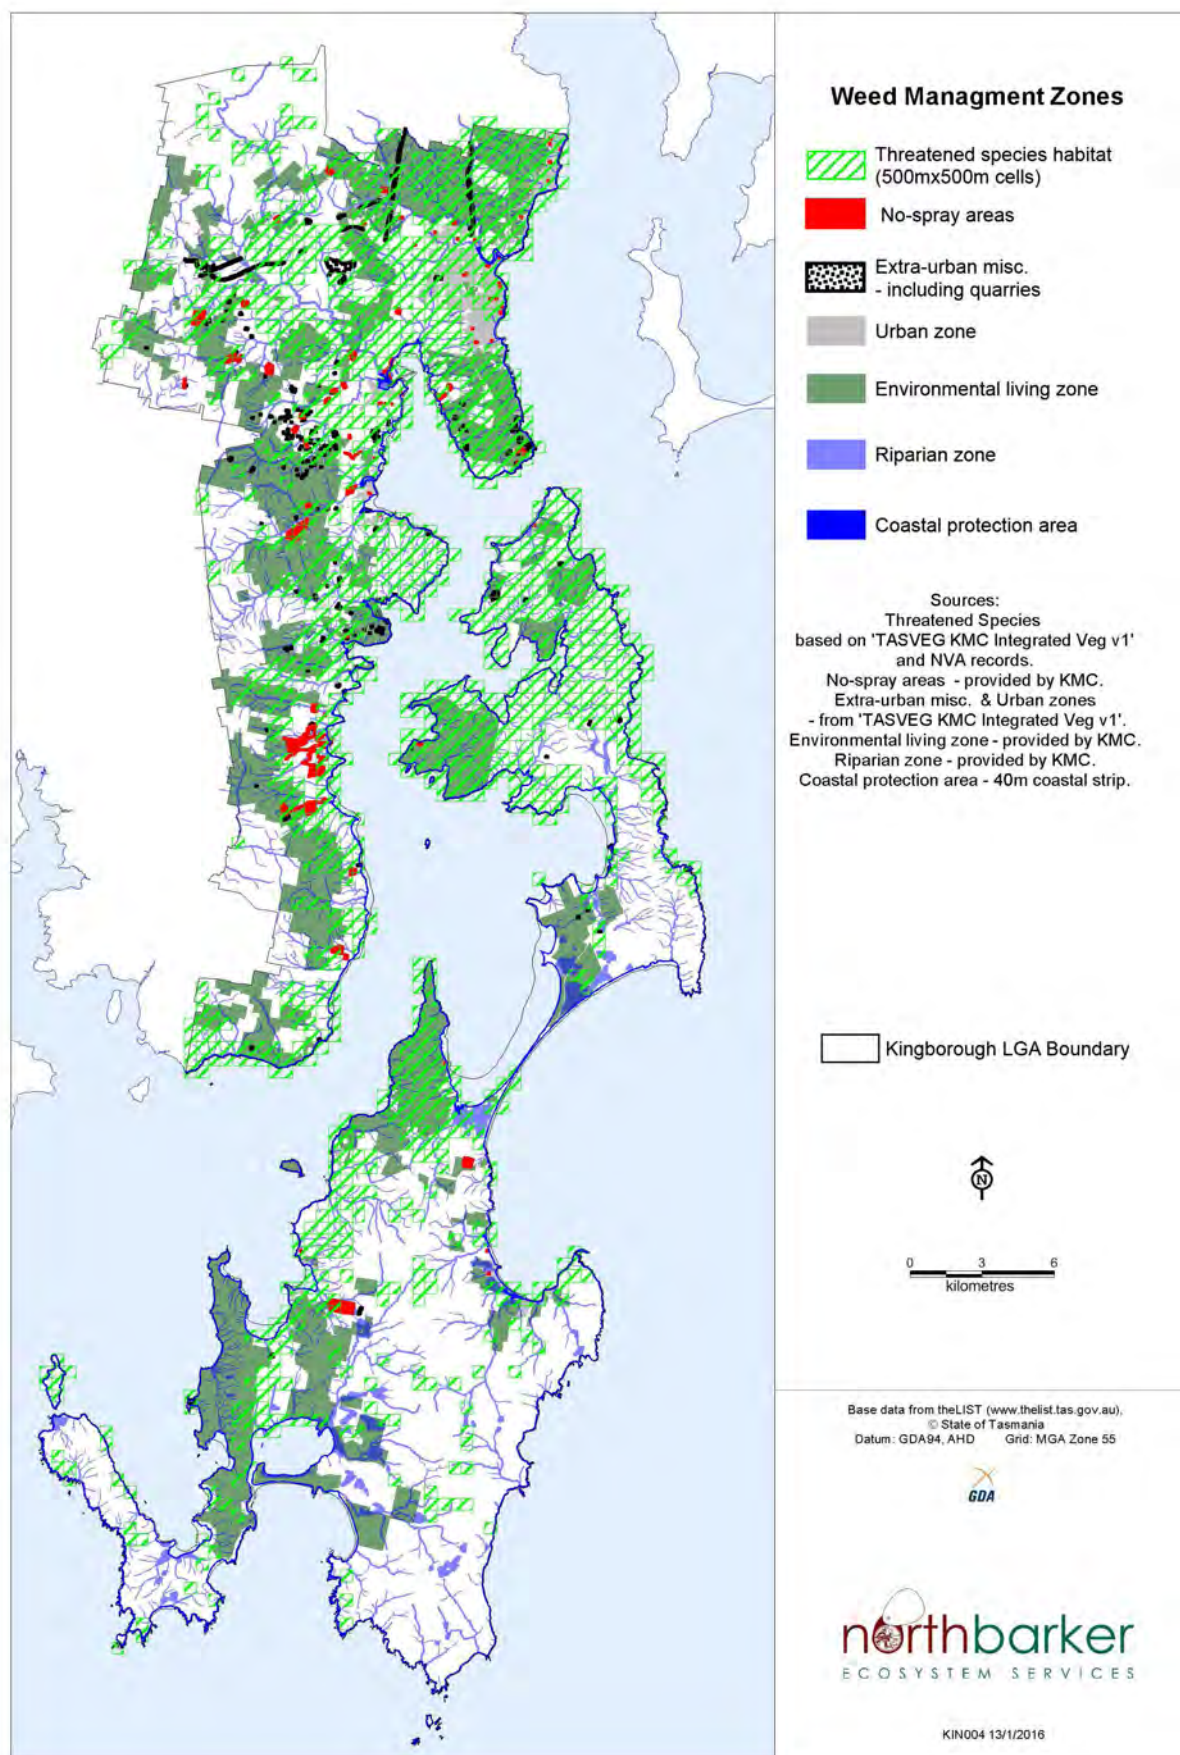 Weed Managment Zones
Threatened species habitat
(500mx500m cells)
No-spray areas
Extra-urban misc.
- including quarries
Urban zone
Environmental living zone
Riparian zone
Coastal protection area
Sources:
Threatened Species
based on 'TASVEG KMC Integrated Veg v1'
and NVA records.
No-spray areas - provided by KMC.
Extra-urban misc. & Urban zones
- from 'TASVEG KMC Integrated Veg v1'.
Environmental living zone - provided by KMC.
Riparian zone - provided by KMC.
Coastal protection area - 40m coastal strip.
Kingborough LGA Boundary
N
0 3 6
kilometres
Base data from theLIST (www.thelist.tas.gov.au),
© State of Tasmania
Datum: GDA94, AHD Grid: MGA Zone 55
GDA
northbarker
ECOSYSTEM SERVICES
KIN004 13/1/2016